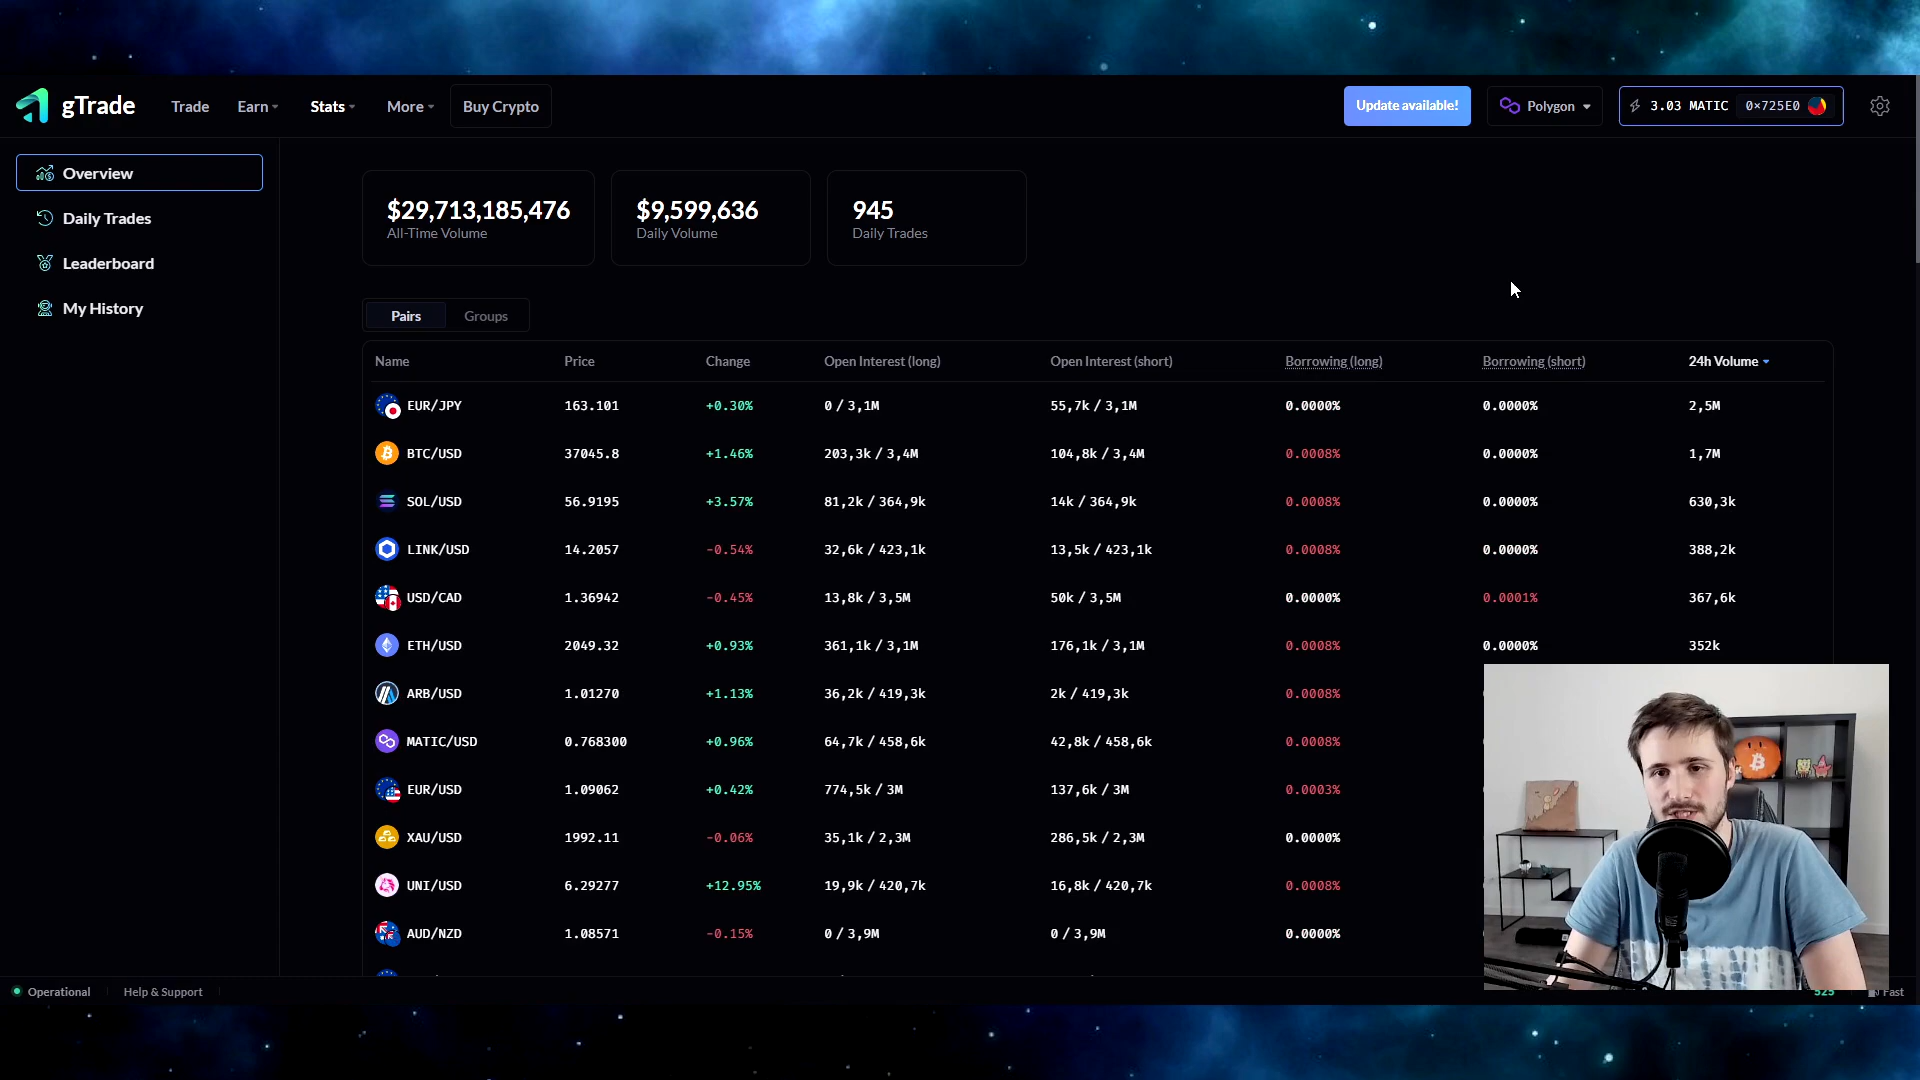 gTrade Trade Earn Stats More Buy Crypto Update available! Polygon 3.03 MATIC 0×725E0
Overview
Daily Trades
Leaderboard
My History
$29,713,185,476 $9,599,636 945
All-Time Volume Daily Volume Daily Trades
Pairs Groups
Name Price Change Open Interest (long) Open Interest (short) Borrowing (long) Borrowing (short) 24h Volume
EUR/JPY 163.101 +0.30% 0 / 3,1M 55,7k / 3,1M 0.0000% 0.0000% 2,5M
BTC/USD 37045.8 +1.46% 203,3k / 3,4M 104,8k / 3,4M 0.0008% 0.0000% 1,7M
SOL/USD 56.9195 +3.57% 81,2k / 364,9k 14k / 364,9k 0.0008% 0.0000% 630,3k
LINK/USD 14.2057 -0.54% 32,6k / 423,1k 13,5k / 423,1k 0.0008% 0.0000% 388,2k
USD/CAD 1.36942 -0.45% 13,8k / 3,5M 50k / 3,5M 0.0000% 0.0001% 367,6k
ETH/USD 2049.32 +0.93% 361,1k / 3,1M 176,1k / 3,1M 0.0008% 0.0000% 352k
ARB/USD 1.01270 +1.13% 36,2k / 419,3k 2k / 419,3k 0.0008%
MATIC/USD 0.768300 +0.96% 64,7k / 458,6k 42,8k / 458,6k 0.0008%
EUR/USD 1.09062 +0.42% 774,5k / 3M 137,6k / 3M 0.0003%
XAU/USD 1992.11 -0.06% 35,1k / 2,3M 286,5k / 2,3M 0.0000%
UNI/USD 6.29277 +12.95% 19,9k / 420,7k 16,8k / 420,7k 0.0008%
AUD/NZD 1.08571 -0.15% 0 / 3,9M 0 / 3,9M 0.0000%
Operational Help & Support 525 Fast